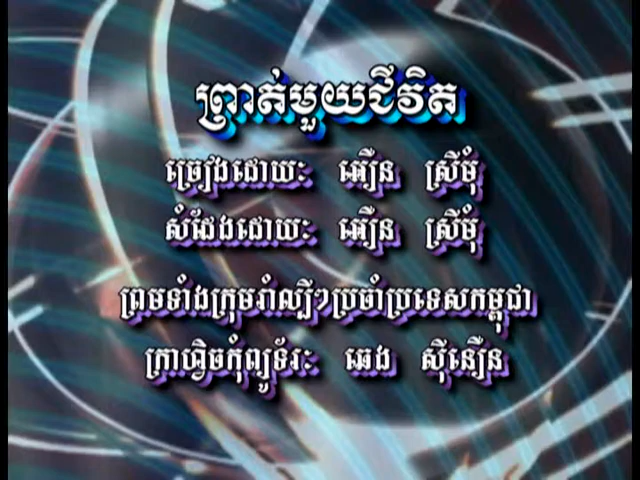 ព្រាត់មួយជីវិត
ច្រៀងដោយៈ អឿន ស្រីមុំ
សំដែងដោយៈ អឿន ស្រីមុំ
ព្រមទាំងក្រុមរាំល្បីៗប្រចាំប្រទេសកម្ពុជា
ក្រាហ្វិចកុំព្យូទ័រៈ ឆេង ស៊ីនឿន